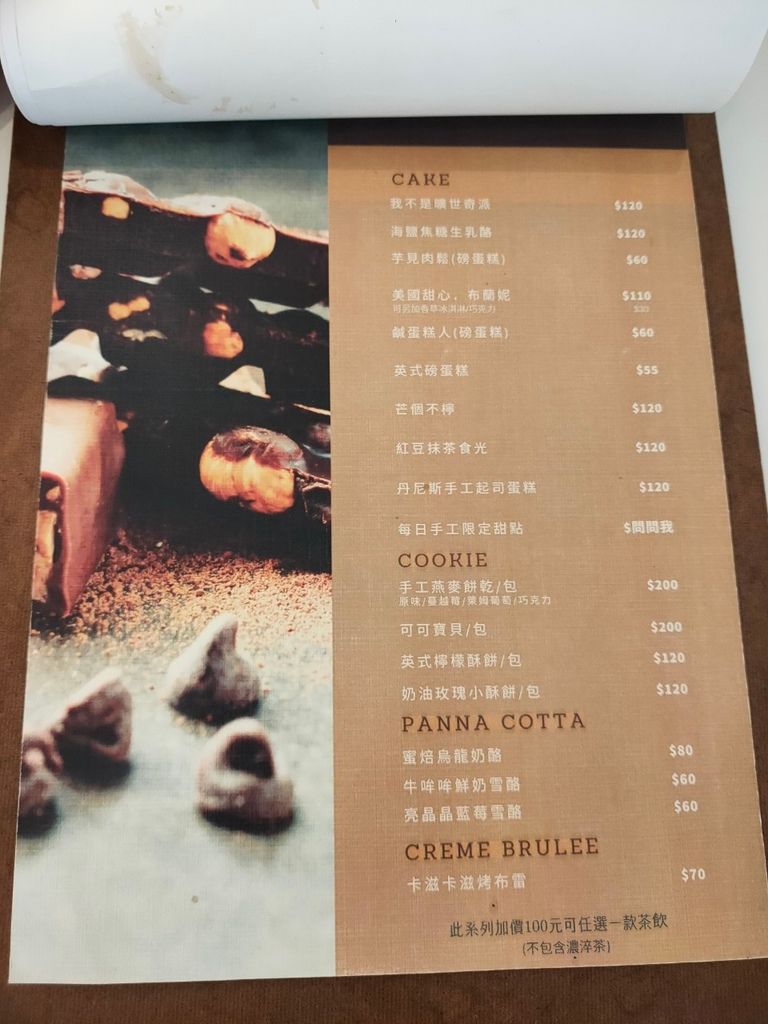 CAKE
我不是曠世奇派 $120
海鹽焦糖生乳酪 $120
芋見肉鬆(磅蛋糕) $60
美國甜心．布蘭妮 $110
可另加香草冰淇淋/巧克力 $30
鹹蛋糕人(磅蛋糕) $60
英式磅蛋糕 $55
芒個不檸 $120
紅豆抹茶食光 $120
丹尼斯手工起司蛋糕 $120
每日手工限定甜點 $問問我
COOKIE
手工燕麥餅乾/包 $200
原味/蔓越莓/萊姆葡萄/巧克力
可可寶貝/包 $200
英式檸檬酥餅/包 $120
奶油玫瑰小酥餅/包 $120
PANNA COTTA
蜜焙烏龍奶酪 $80
牛哞哞鮮奶雪酪 $60
亮晶晶藍莓雪酪 $60
CREME BRULEE
卡滋卡滋烤布雷 $70
此系列加價100元可任選一款茶飲
(不包含濃淬茶)